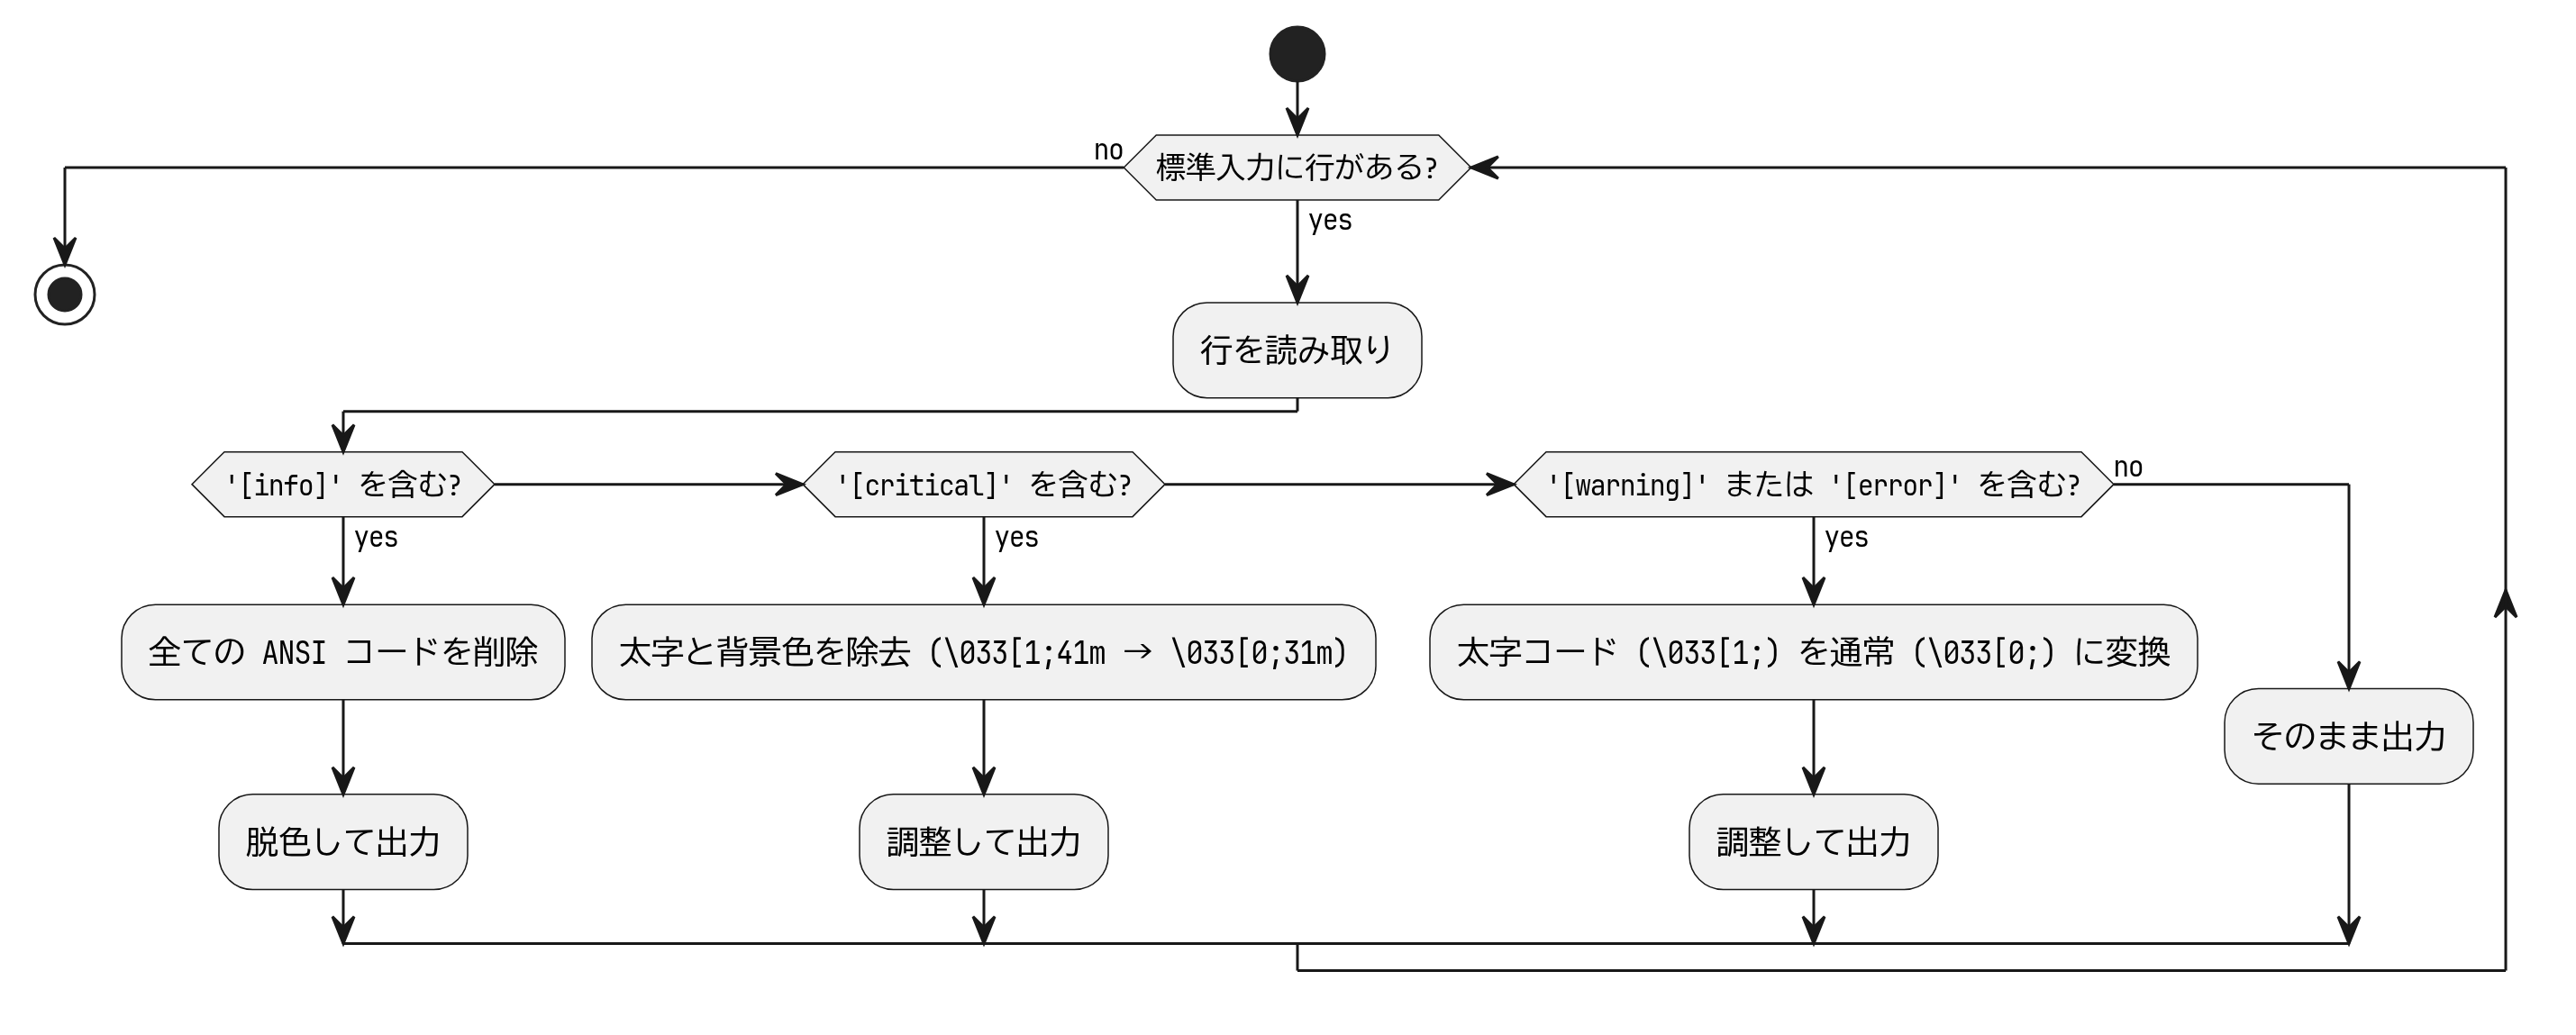 no
標準入力に行がある?
yes
行を読み取り
'[info]' を含む?
'[critical]' を含む?
'[warning]' または '[error]' を含む?
no
yes
yes
yes
全ての ANSI コードを削除
太字と背景色を除去 (\033[1;41m → \033[0;31m)
太字コード (\033[1;) を通常 (\033[0;) に変換
そのまま出力
脱色して出力
調整して出力
調整して出力